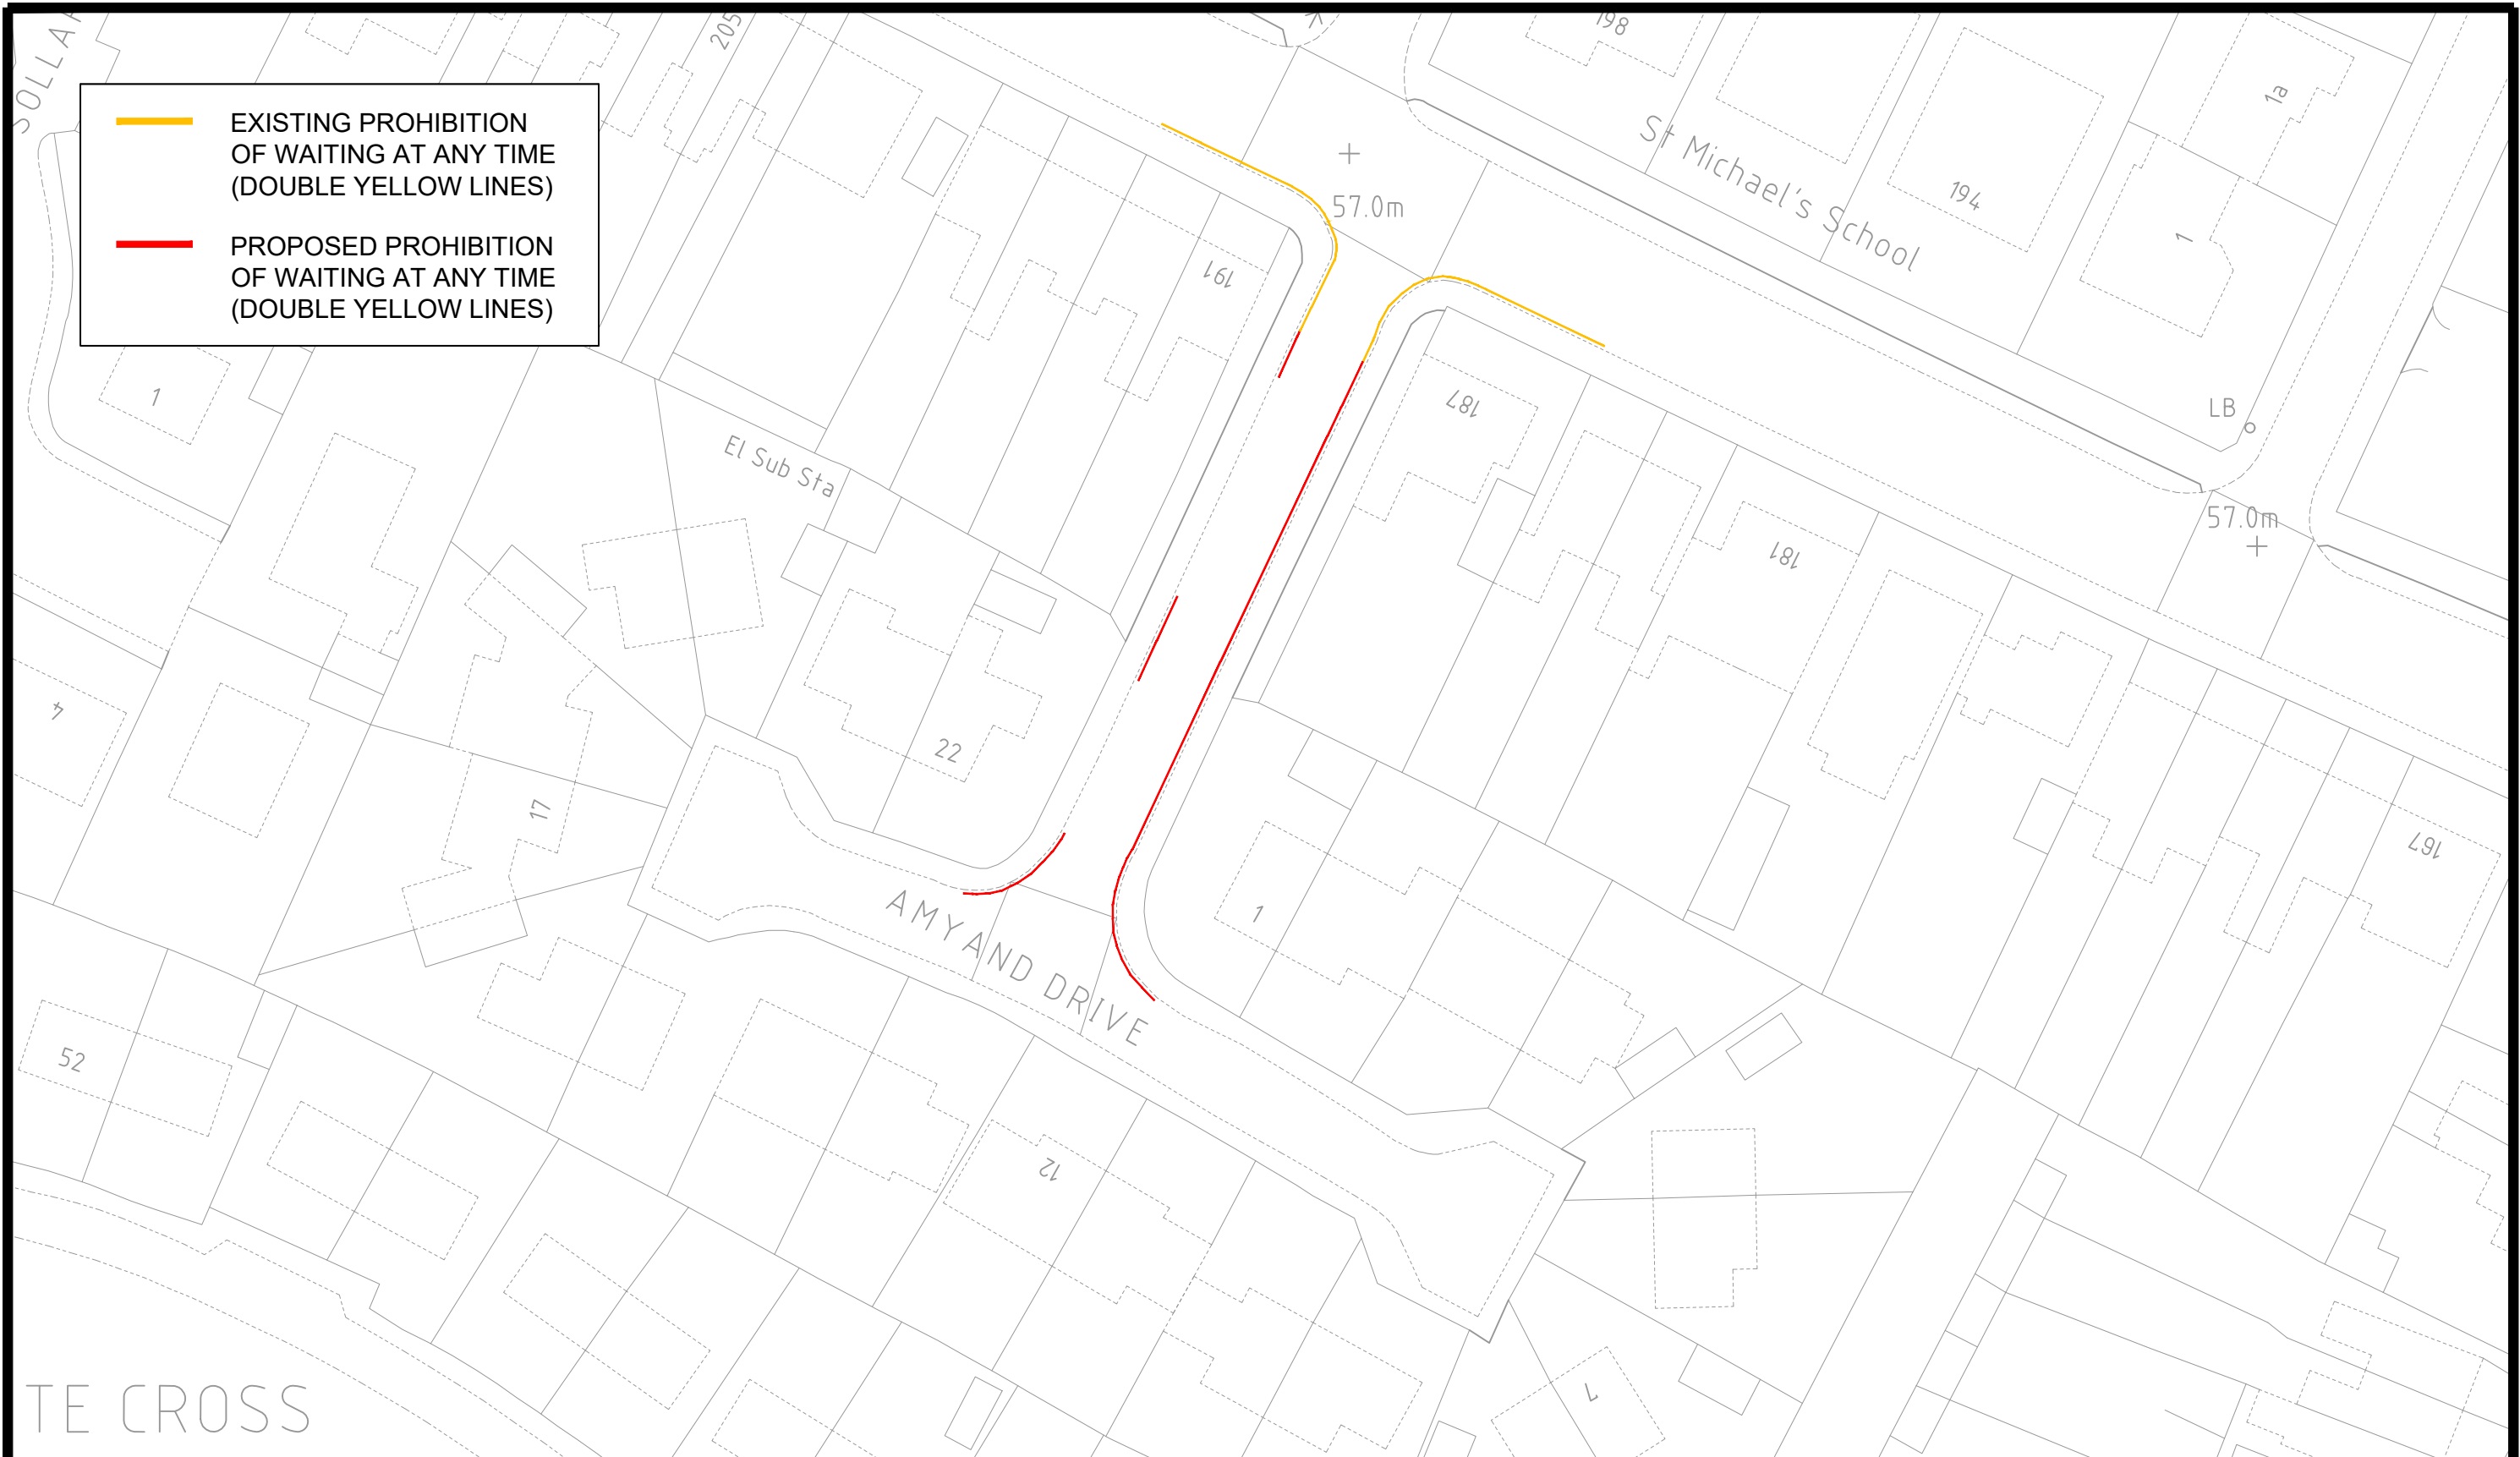 SOLLA
205
198
1a
EXISTING PROHIBITION
OF WAITING AT ANY TIME
(DOUBLE YELLOW LINES)
PROPOSED PROHIBITION
OF WAITING AT ANY TIME
(DOUBLE YELLOW LINES)
St Michael's School
57.0m
194
1
191
1
187
LB
El Sub Sta
57.0m
181
4
22
17
167
AMYAND DRIVE
1
52
12
7
TE CROSS